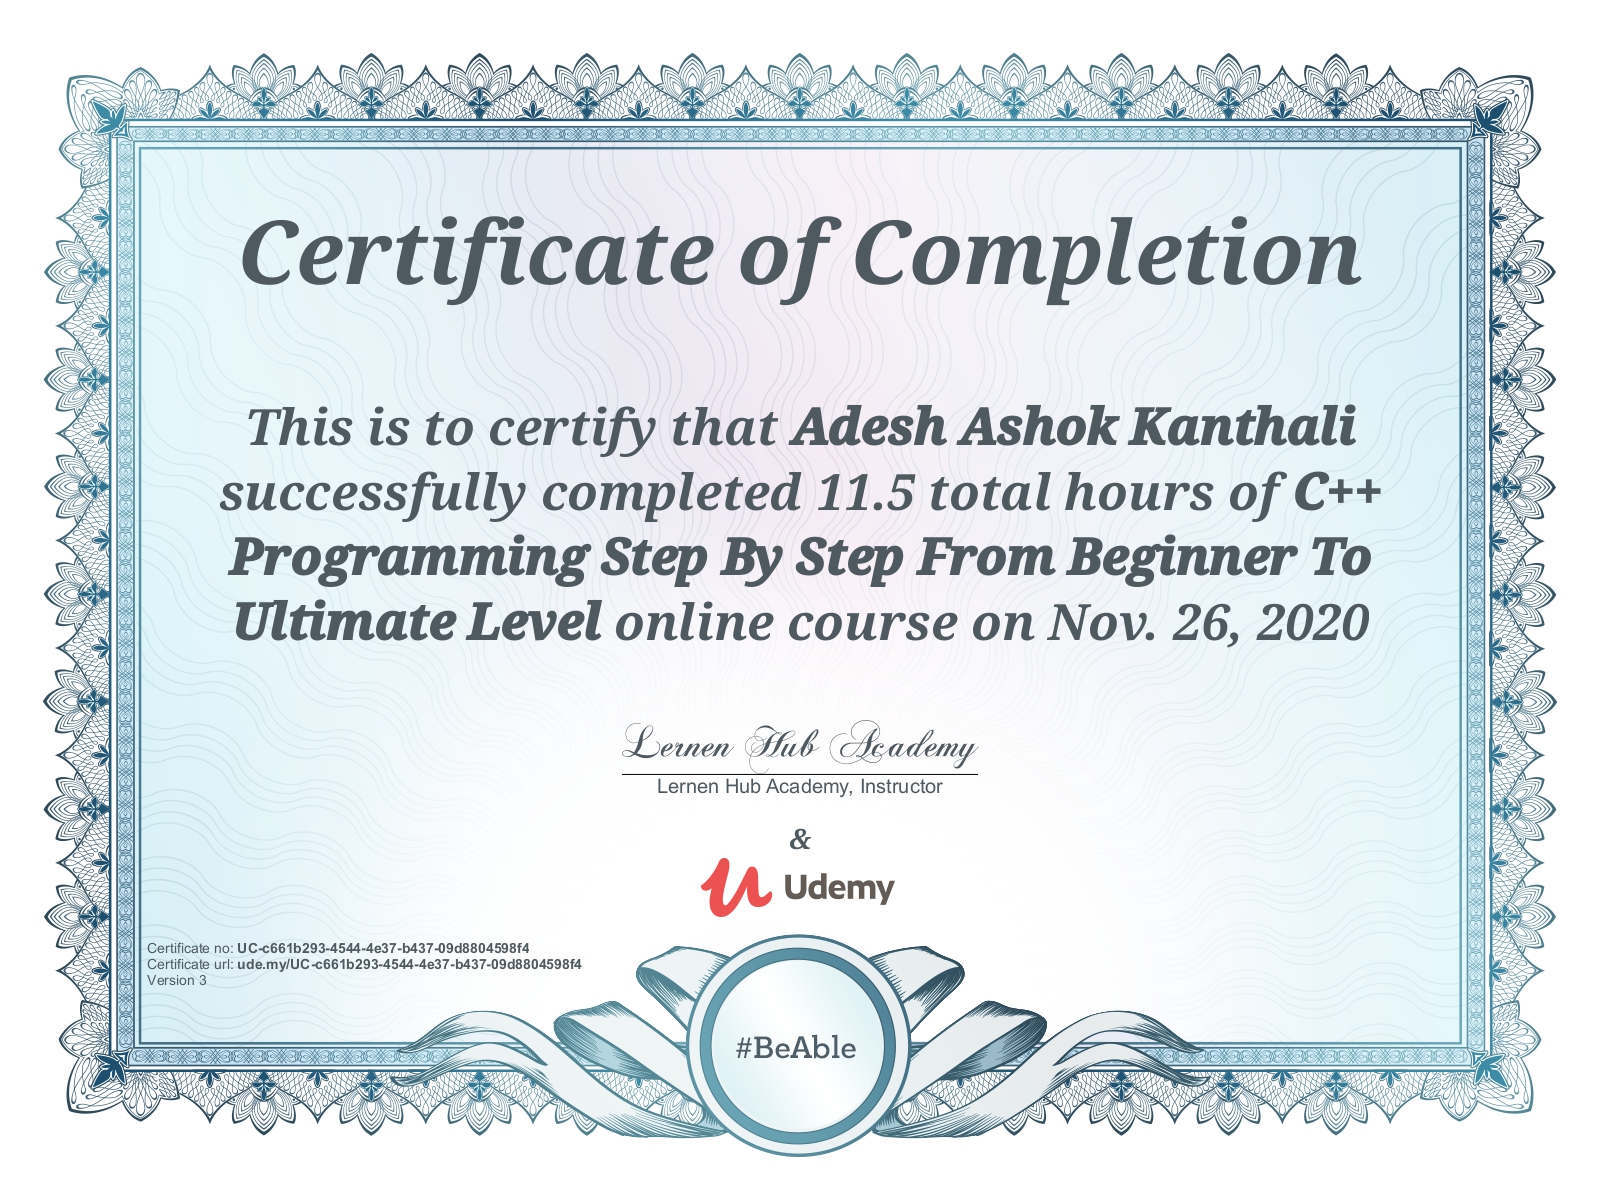 Certificate of Completion
This is to certify that Adesh Ashok Kanthali
successfully completed 11.5 total hours of C++
Programming Step By Step From Beginner To
Ultimate Level online course on Nov. 26, 2020
Lernen Hub Academy
Lernen Hub Academy, Instructor
&
Udemy
Certificate no: UC-c661b293-4544-4e37-b437-09d8804598f4
Certificate url: ude.my/UC-c661b293-4544-4e37-b437-09d8804598f4
Version 3
#BeAble